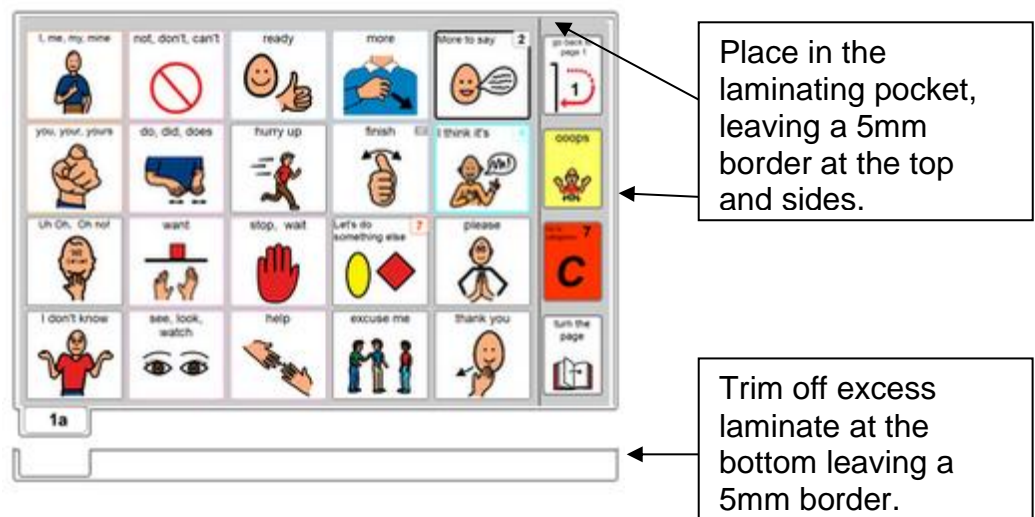 I, me, my, mine
not, don't, can't
ready
more
More to say 2
go back to
page 1
1
you, your, yours
do, did, does
hurry up
finish
I think it's
ooops
Uh Oh, Oh no!
want
stop, wait
Let's do 7
something else
please
7
C
I don't know
see, look,
watch
help
excuse me
thank you
turn the
page
1a
Place in the
laminating pocket,
leaving a 5mm
border at the top
and sides.
Trim off excess
laminate at the
bottom leaving a
5mm border.